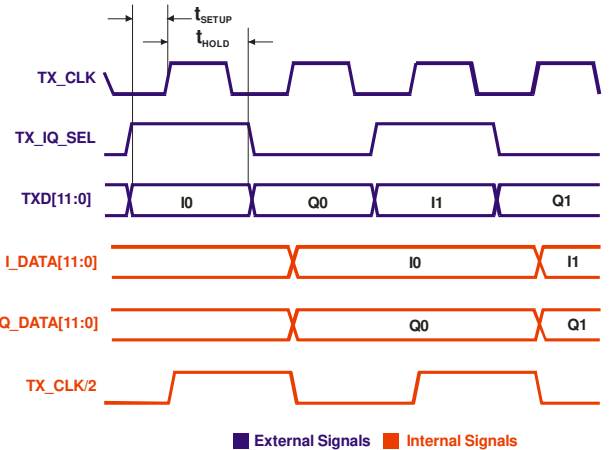 tSETUP
tHOLD
TX_CLK
TX_IQ_SEL
TXD[11:0] I0 Q0 I1 Q1
I_DATA[11:0] I0 I1
Q_DATA[11:0] Q0 Q1
TX_CLK/2
External Signals Internal Signals